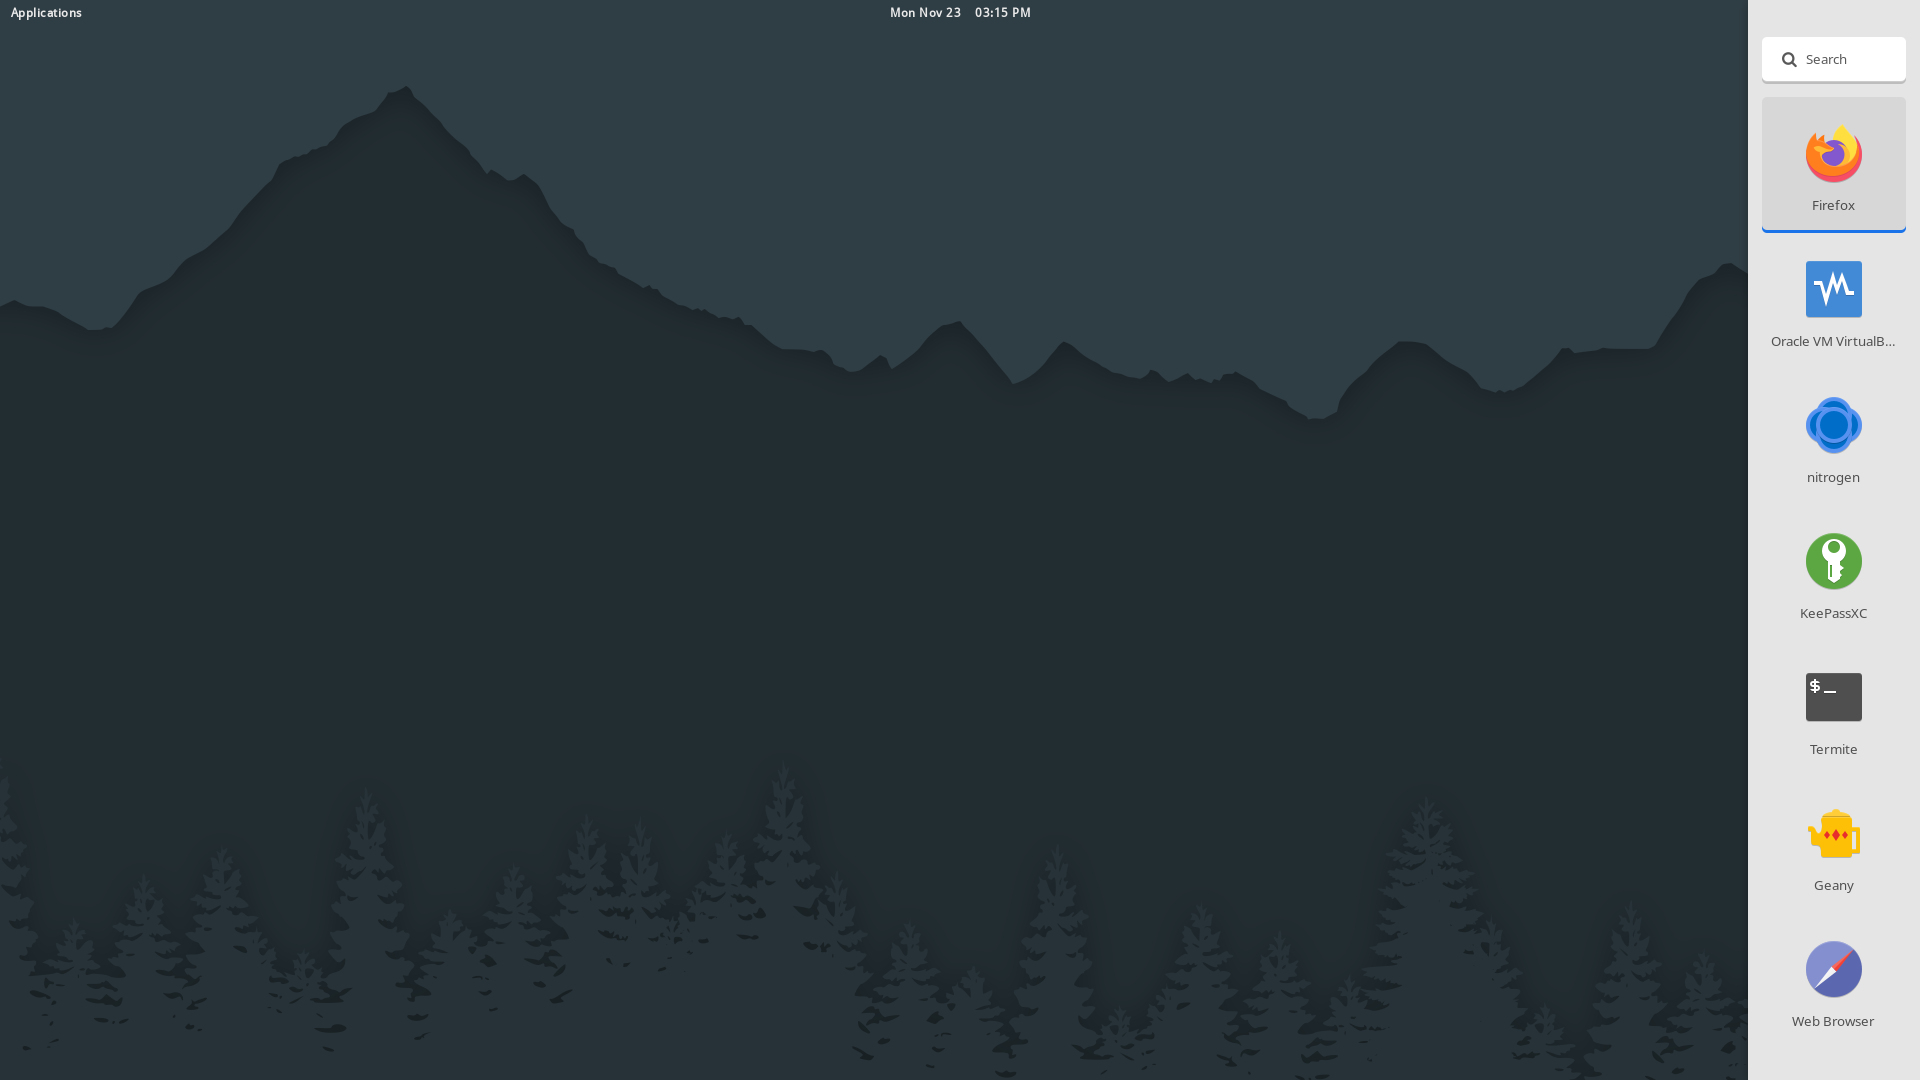 Applications
Mon Nov 23 03:15 PM
Search
Firefox
Oracle VM VirtualB...
nitrogen
KeePassXC
$_
Termite
Geany
Web Browser